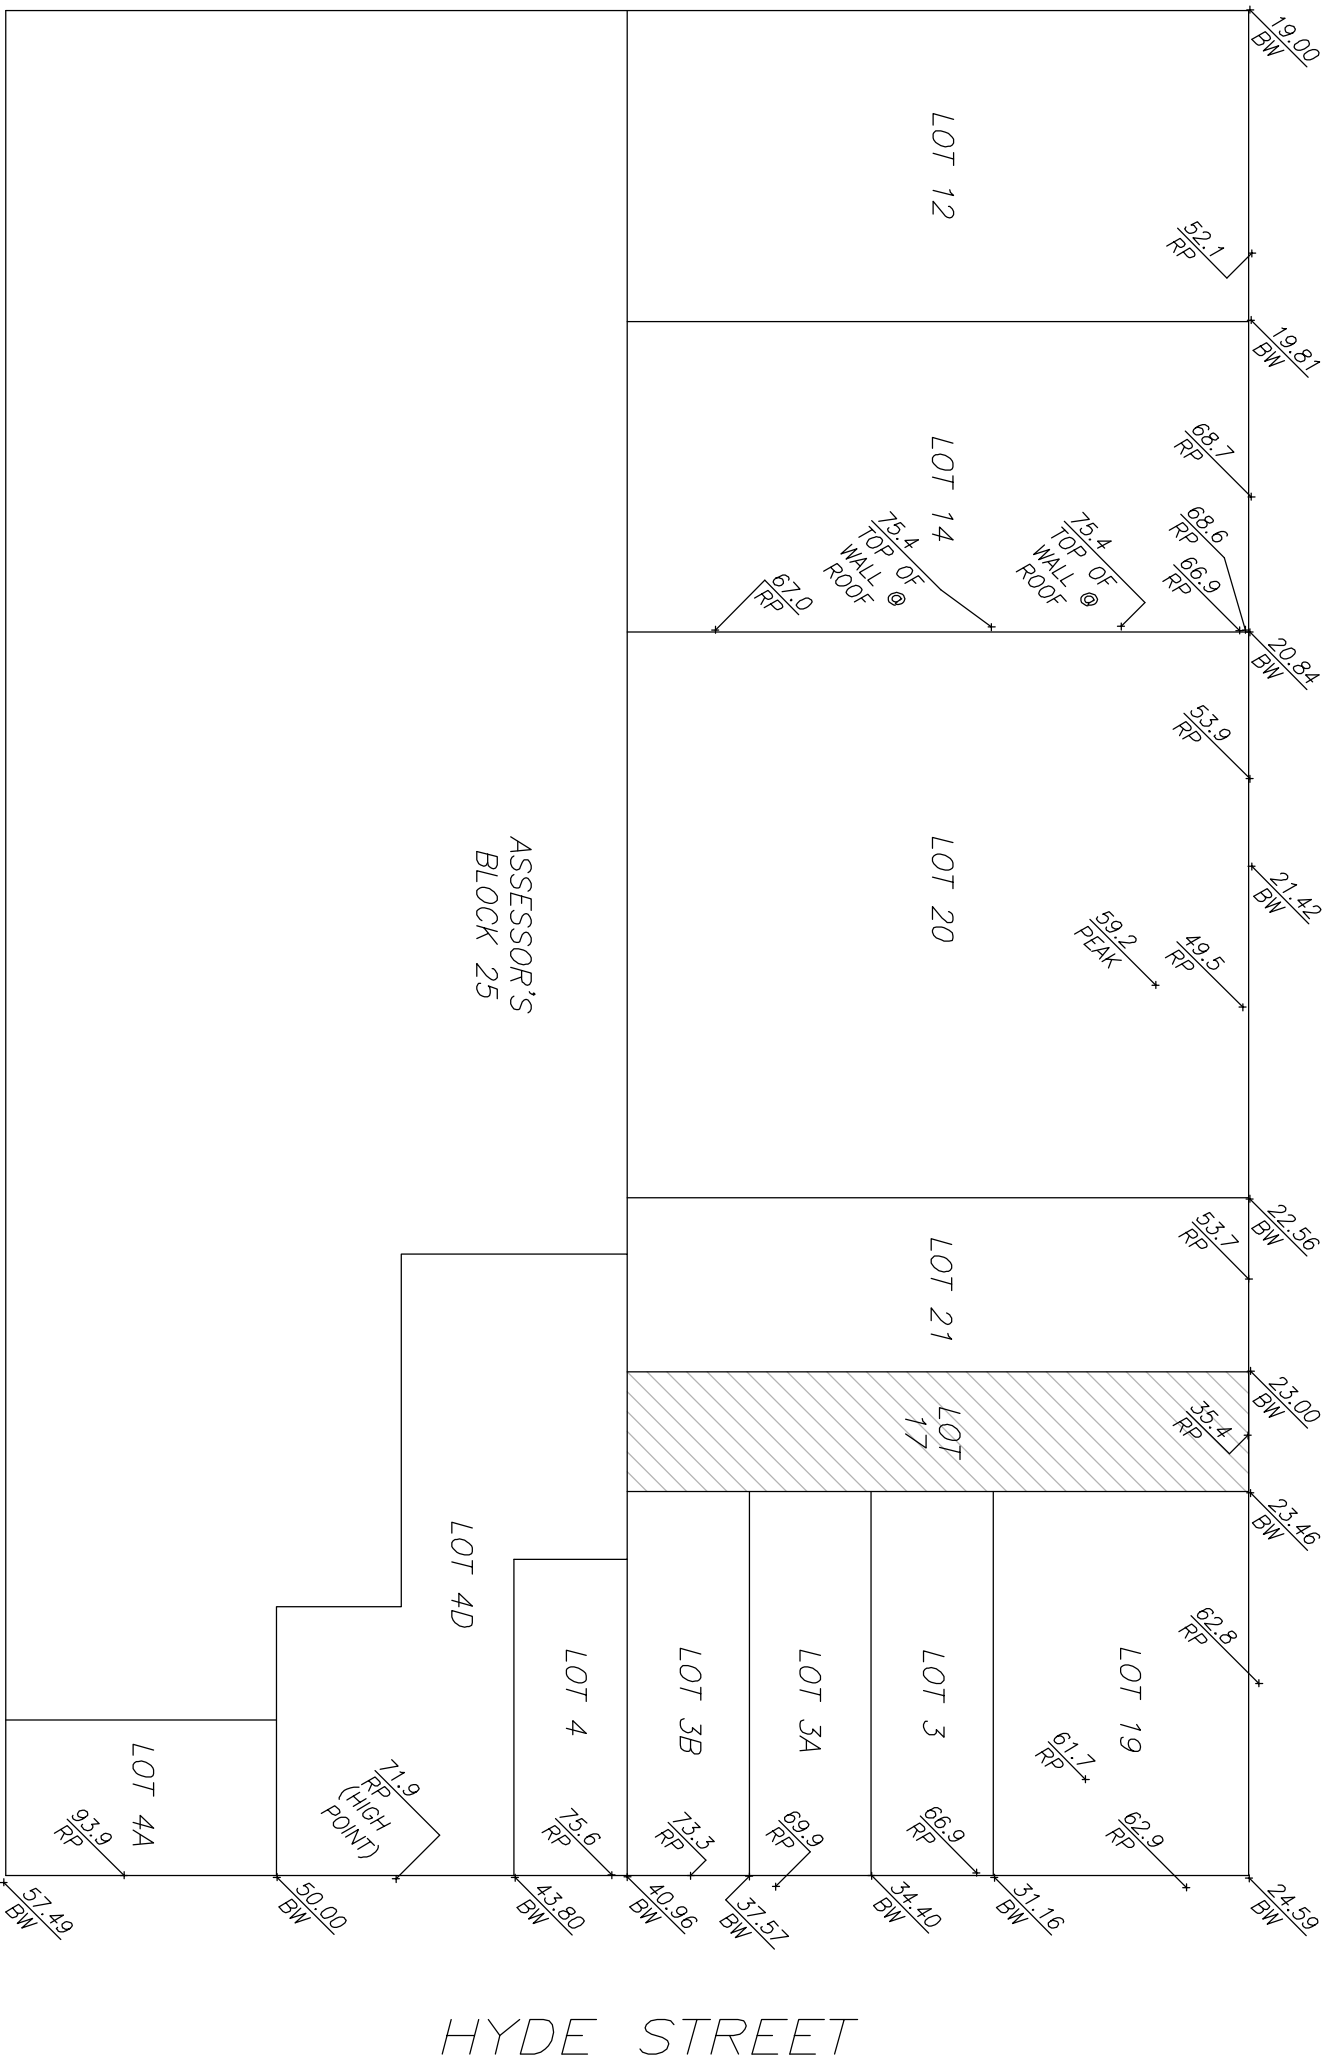 19.00
BW
LOT 12
52.1
RP
19.81
BW
68.7
RP
LOT 14
75.4
TOP OF
WALL @
ROOF
75.4
TOP OF
WALL @
ROOF
68.6
RP
66.9
RP
67.0
RP
20.84
BW
53.9
RP
LOT 20
21.42
BW
59.2
PEAK
49.5
RP
ASSESSOR'S
BLOCK 25
22.56
BW
53.7
RP
LOT 21
23.00
BW
35.4
RP
LOT
17
23.46
BW
LOT 4D
62.8
RP
LOT 4
LOT 3B
LOT 3A
LOT 3
LOT 19
61.7
RP
LOT 4A
93.9
RP
71.9
RP
(HIGH
POINT)
75.6
RP
73.3
RP
69.9
RP
66.9
RP
62.9
RP
57.49
BW
50.00
BW
43.80
BW
40.96
BW
37.57
BW
34.40
BW
31.16
BW
24.59
BW
HYDE STREET